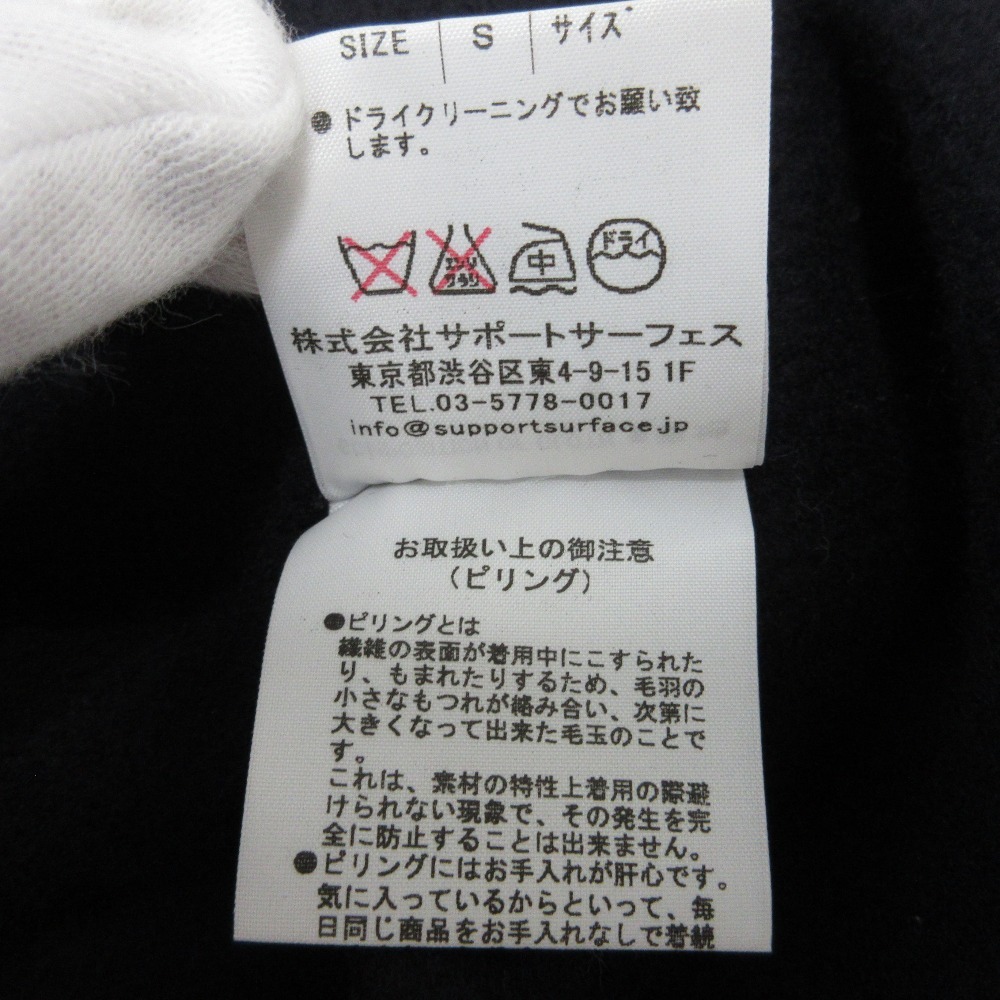 SIZE S サイズ
●ドライクリーニングでお願い致
します。
エンソ
サラシ
中
ドライ
株式会社サポートサーフェス
東京都渋谷区東4-9-15 1F
TEL.03-5778-0017
info@supportsurface.jp
お取扱い上の御注意
(ピリング)
●ピリングとは
繊維の表面が着用中にこすられた
り、もまれたりするため、毛羽の
小さなもつれが絡み合い、次第に
大きくなって出来た毛玉のことで
す。
これは、素材の特性上着用の際避
けられない現象で、その発生を完
全に防止することは出来ません。
●ピリングにはお手入れが肝心です。
気に入っているからといって、毎
日同じ商品をお手入れなしで着続